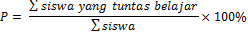 P = ∑ siswa yang tuntas belajar / ∑ siswa × 100%